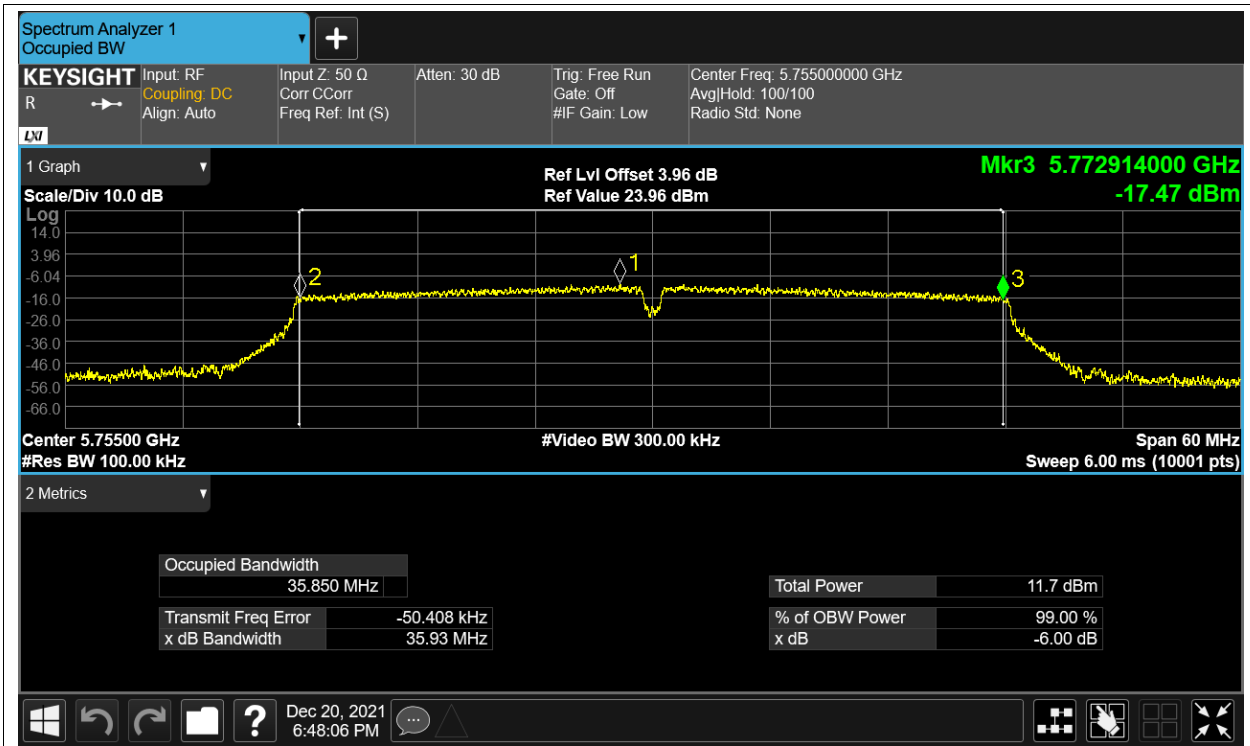 Spectrum Analyzer 1
Occupied BW
KEYSIGHT
R
LXI
Input: RF
Coupling: DC
Align: Auto
Input Z: 50 Ω
Corr CCorr
Freq Ref: Int (S)
Atten: 30 dB
Trig: Free Run
Gate: Off
#IF Gain: Low
Center Freq: 5.755000000 GHz
Avg|Hold: 100/100
Radio Std: None
1 Graph
Scale/Div 10.0 dB
Ref Lvl Offset 3.96 dB
Ref Value 23.96 dBm
Mkr3 5.772914000 GHz
-17.47 dBm
Log
14.0
3.96
-6.04
-16.0
-26.0
-36.0
-46.0
-56.0
-66.0
2
1
3
Center 5.75500 GHz
#Video BW 300.00 kHz
Span 60 MHz
#Res BW 100.00 kHz
Sweep 6.00 ms (10001 pts)
2 Metrics
Occupied Bandwidth
35.850 MHz
Transmit Freq Error -50.408 kHz
x dB Bandwidth 35.93 MHz
Total Power 11.7 dBm
% of OBW Power 99.00 %
x dB -6.00 dB
?
Dec 20, 2021
6:48:06 PM